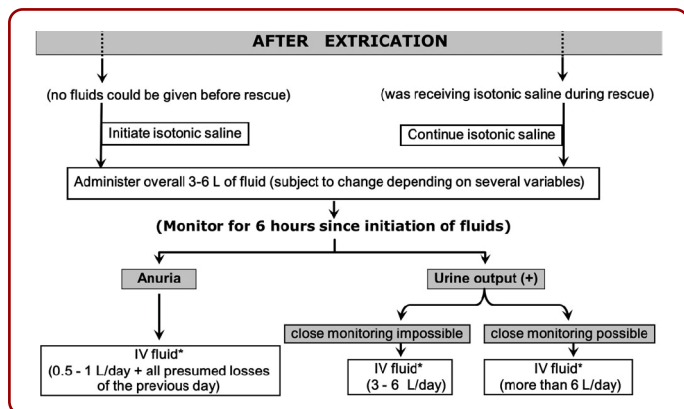 AFTER EXTRICATION
(no fluids could be given before rescue)
(was receiving isotonic saline during rescue)
Initiate isotonic saline
Continue isotonic saline
Administer overall 3-6 L of fluid (subject to change depending on several variables)
(Monitor for 6 hours since initiation of fluids)
Anuria
Urine output (+)
close monitoring impossible
close monitoring possible
IV fluid*
(0.5 - 1 L/day + all presumed losses
of the previous day)
IV fluid*
(3 - 6 L/day)
IV fluid*
(more than 6 L/day)